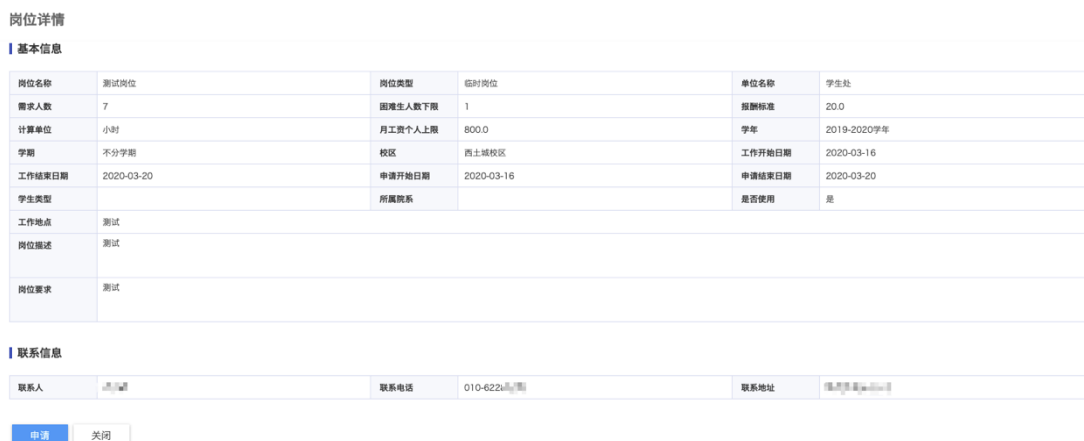 岗位详情
基本信息
岗位名称 测试岗位 岗位类型 临时岗位 单位名称 学生处
需求人数 7 困难生人数下限 1 报酬标准 20.0
计算单位 小时 月工资个人上限 800.0 学年 2019-2020学年
学期 不分学期 校区 西土城校区 工作开始日期 2020-03-16
工作结束日期 2020-03-20 申请开始日期 2020-03-16 申请结束日期 2020-03-20
学生类型 所属院系 是否使用 是
工作地点 测试
岗位描述 测试
岗位要求 测试
联系信息
联系人 联系电话 010-622 联系地址
申请 关闭